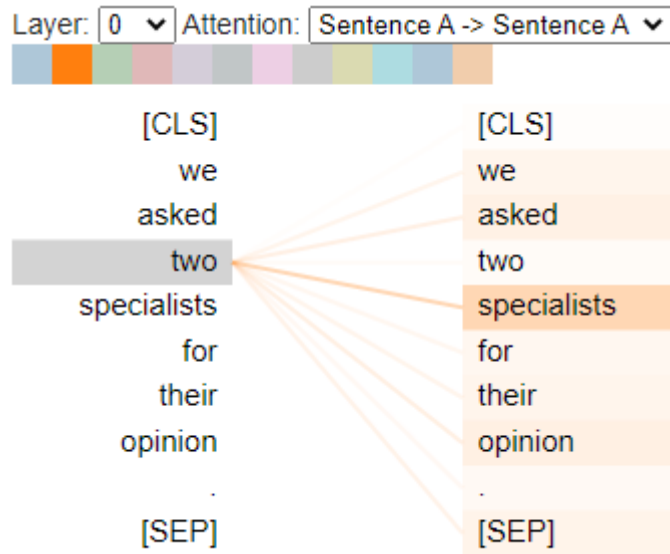 Layer: 0 Attention: Sentence A -> Sentence A
[CLS] [CLS]
we we
asked asked
two two
specialists specialists
for for
their their
opinion opinion
. .
[SEP] [SEP]